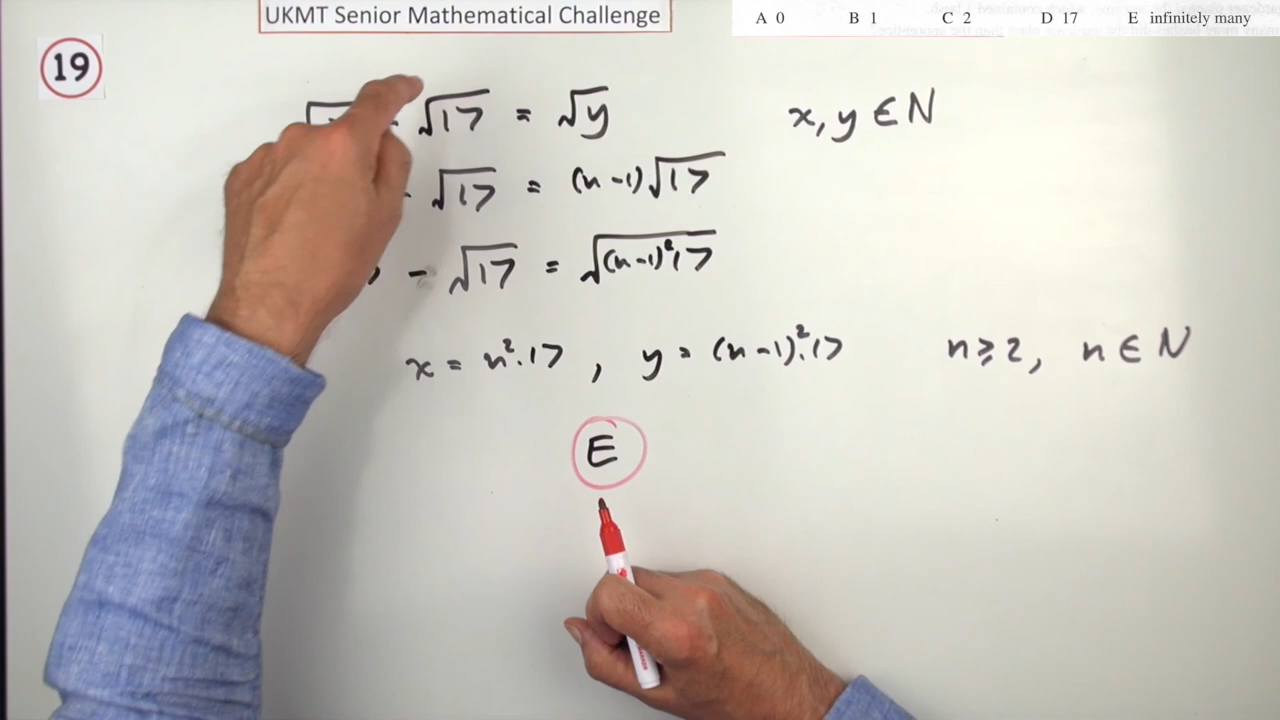 UKMT Senior Mathematical Challenge
A 0 B 1 C 2 D 17 E infinitely many
19
- √17 = √y x, y ∈ N
- √17 = (n-1)√17
- √17 = √(n-1)²17
x = n².17 , y = (n-1)².17 n ≥ 2, n ∈ N
E